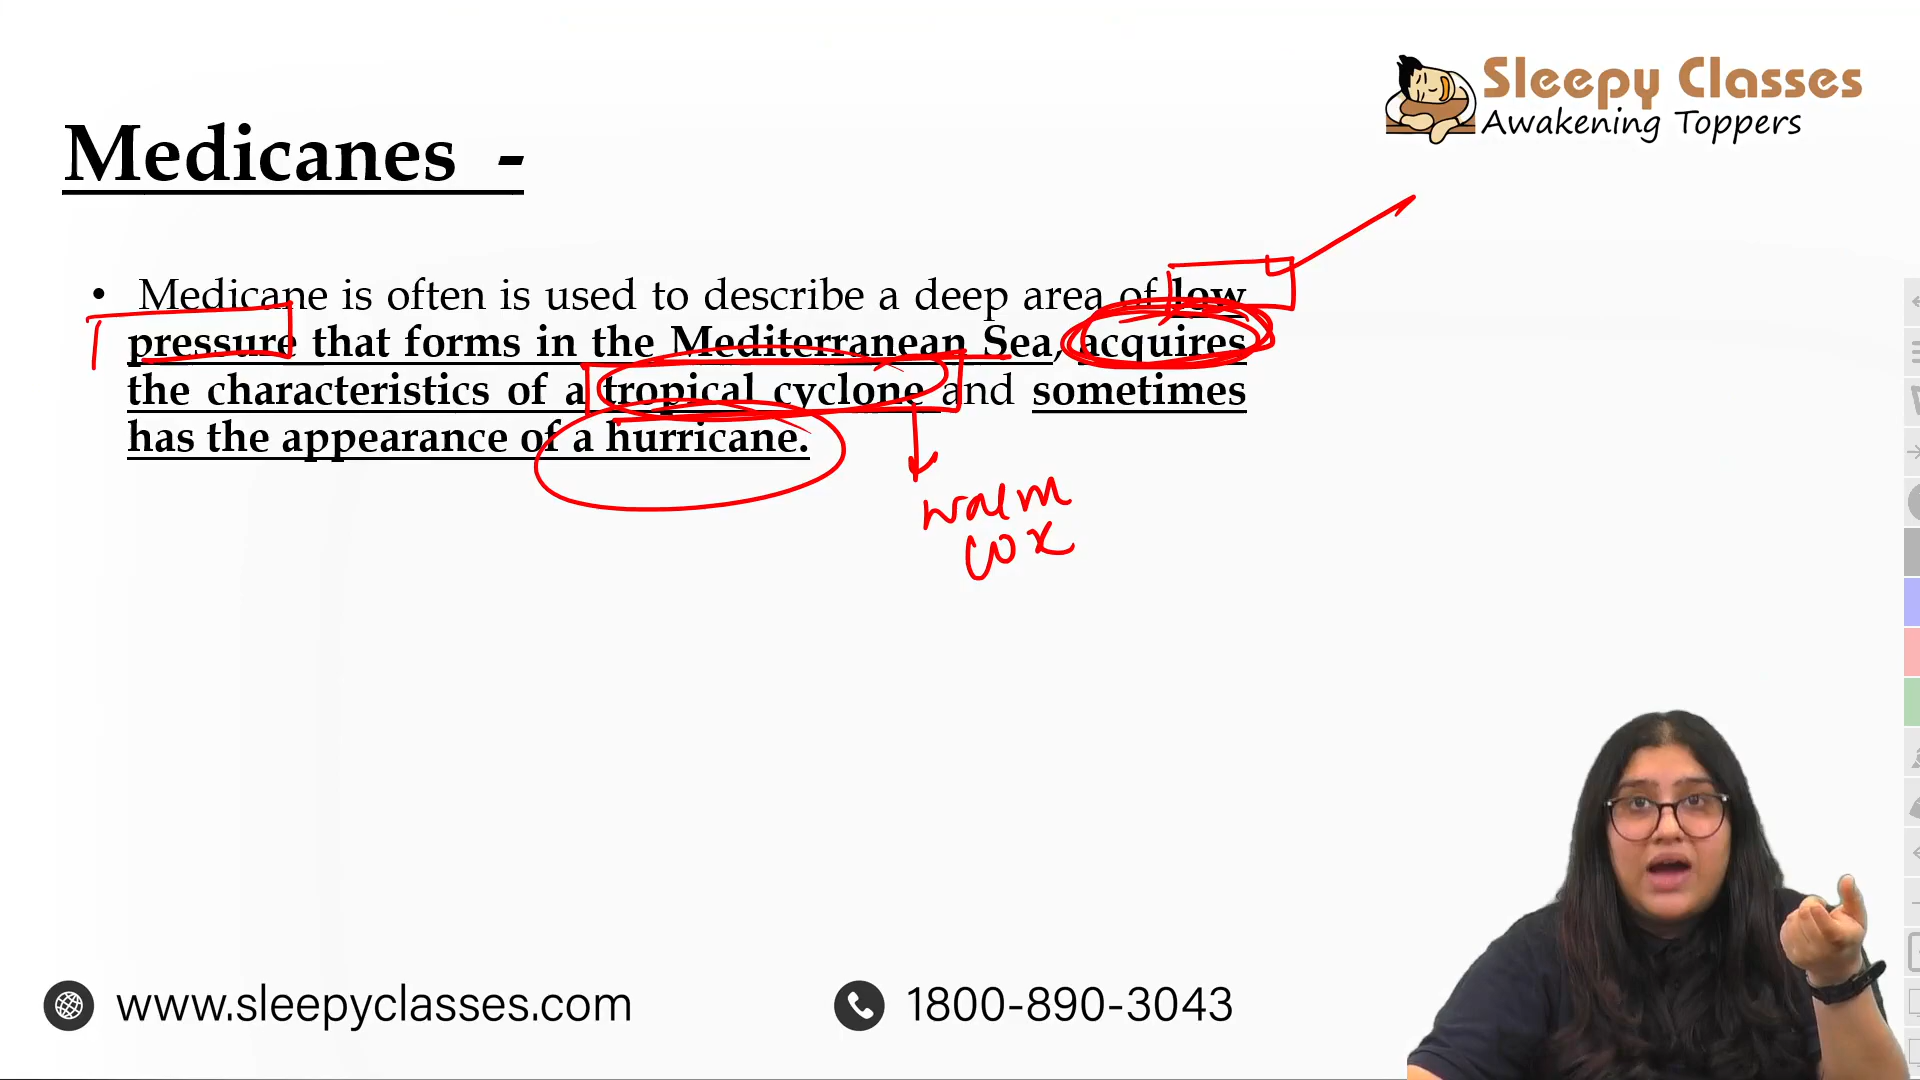 Sleepy Classes
Awakening Toppers
Medicanes -
• Medicane is often is used to describe a deep area of low
pressure that forms in the Mediterranean Sea, acquires
the characteristics of a tropical cyclone and sometimes
has the appearance of a hurricane.
warm
www.sleepyclasses.com
1800-890-3043